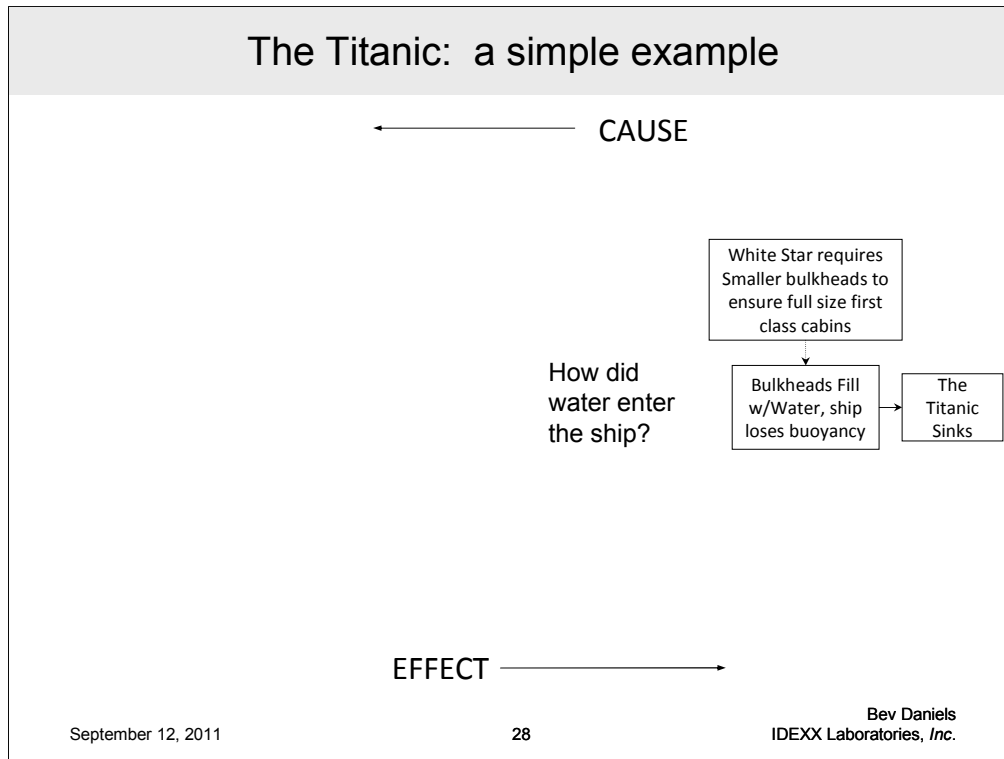 The Titanic:  a simple example
CAUSE
White Star requires
Smaller bulkheads to
ensure full size first
class cabins
How did
water enter
the ship?
Bulkheads Fill
w/Water, ship
loses buoyancy
The
Titanic
Sinks
EFFECT
September 12, 2011
28
Bev Daniels
IDEXX Laboratories, Inc.